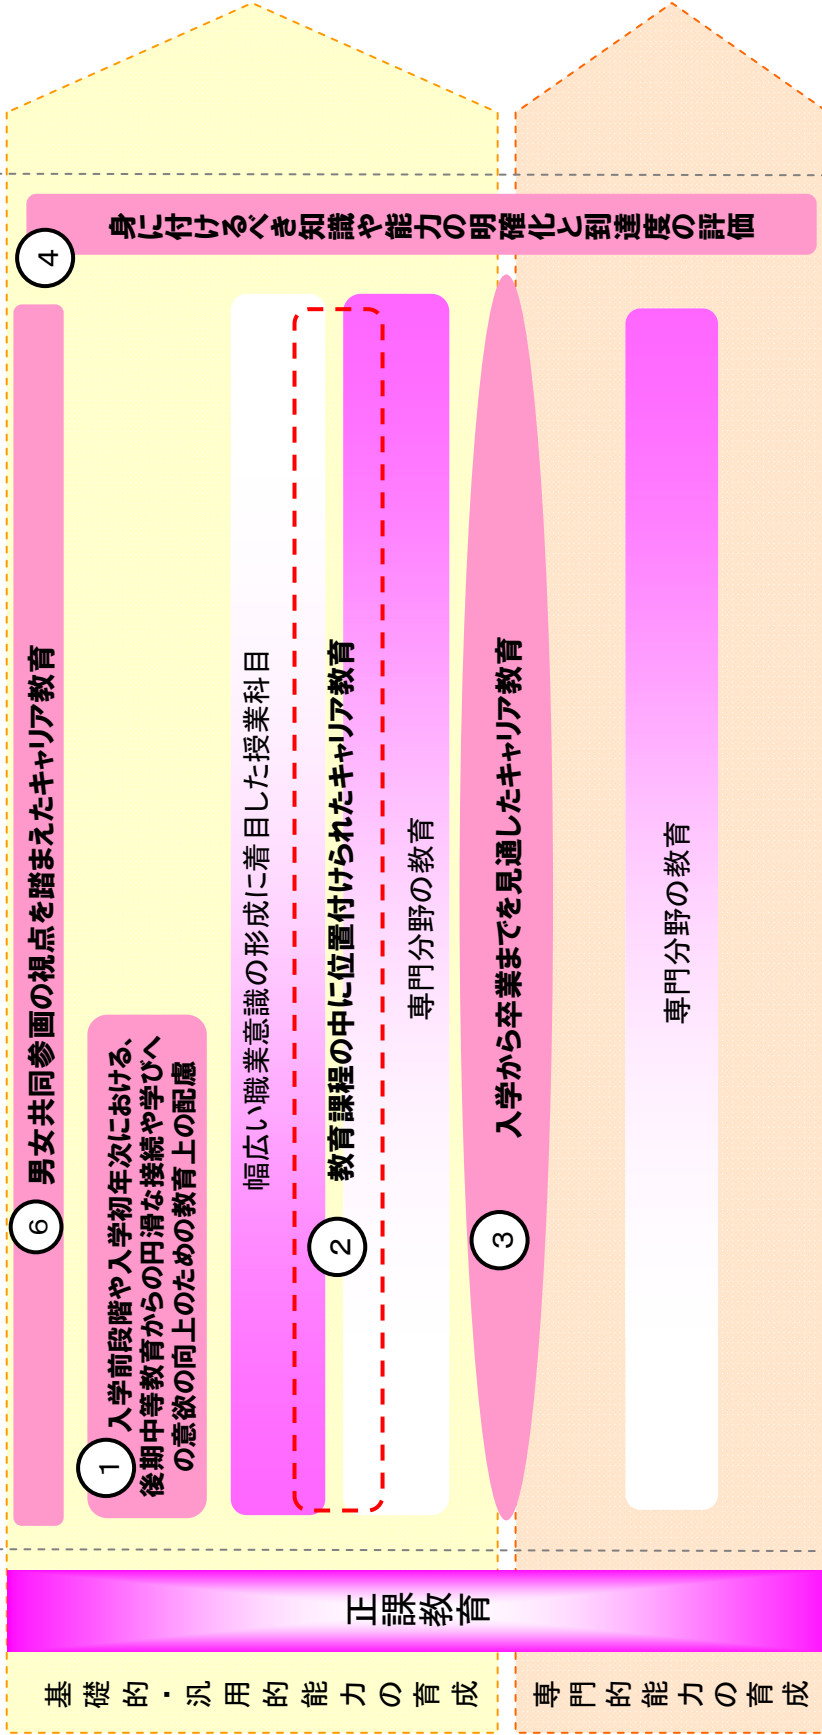 基礎的・汎用的能力の育成
専門的能力の育成
正課教育
⑥
男女共同参画の視点を踏まえたキャリア教育
①
入学前段階や入学初年次における、
後期中等教育からの円滑な接続や学びへ
の意欲の向上のための教育上の配慮
幅広い職業意識の形成に着目した授業科目
②
教育課程の中に位置付けられたキャリア教育
専門分野の教育
③
入学から卒業までを見通したキャリア教育
専門分野の教育
④
身に付けるべき知識や能力の明確化と到達度の評価